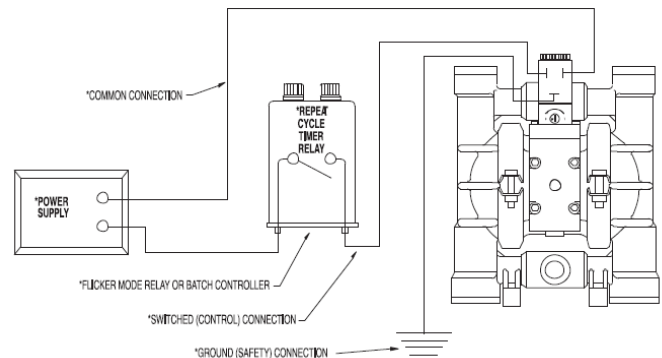 *COMMON CONNECTION
*REPEAT
CYCLE
TIMER
RELAY
*POWER
SUPPLY
*FLICKER MODE RELAY OR BATCH CONTROLLER
*SWITCHED (CONTROL) CONNECTION
*GROUND (SAFETY) CONNECTION